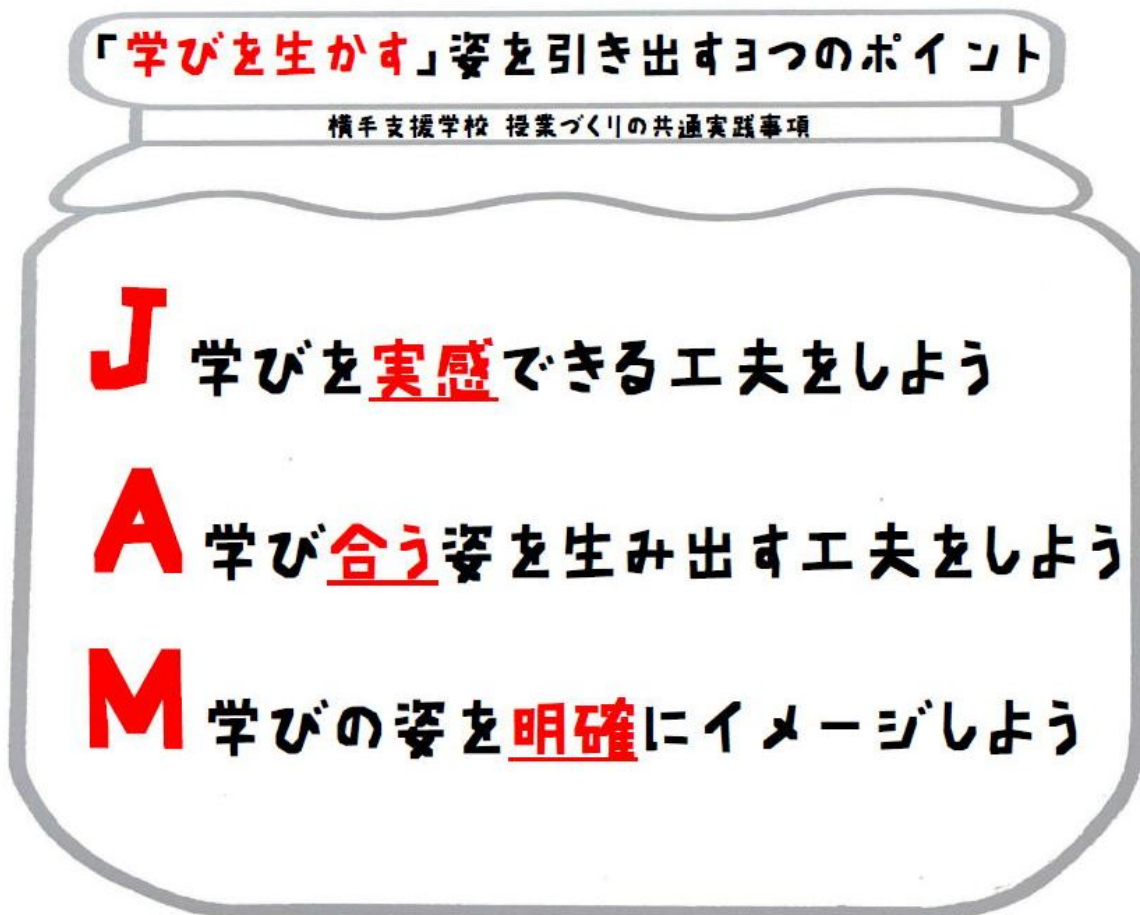 「学びを生かす」姿を引き出す3つのポイント
横手支援学校 授業づくりの共通実践事項
J 学びを実感できる工夫をしよう
A 学び合う姿を生み出す工夫をしよう
M 学びの姿を明確にイメージしよう